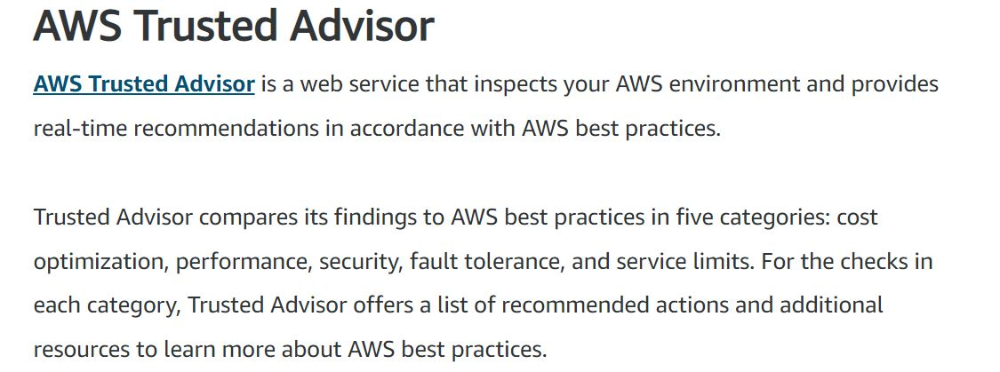 AWS Trusted Advisor
AWS Trusted Advisor is a web service that inspects your AWS environment and provides
real-time recommendations in accordance with AWS best practices.
Trusted Advisor compares its findings to AWS best practices in five categories: cost
optimization, performance, security, fault tolerance, and service limits. For the checks in
each category, Trusted Advisor offers a list of recommended actions and additional
resources to learn more about AWS best practices.